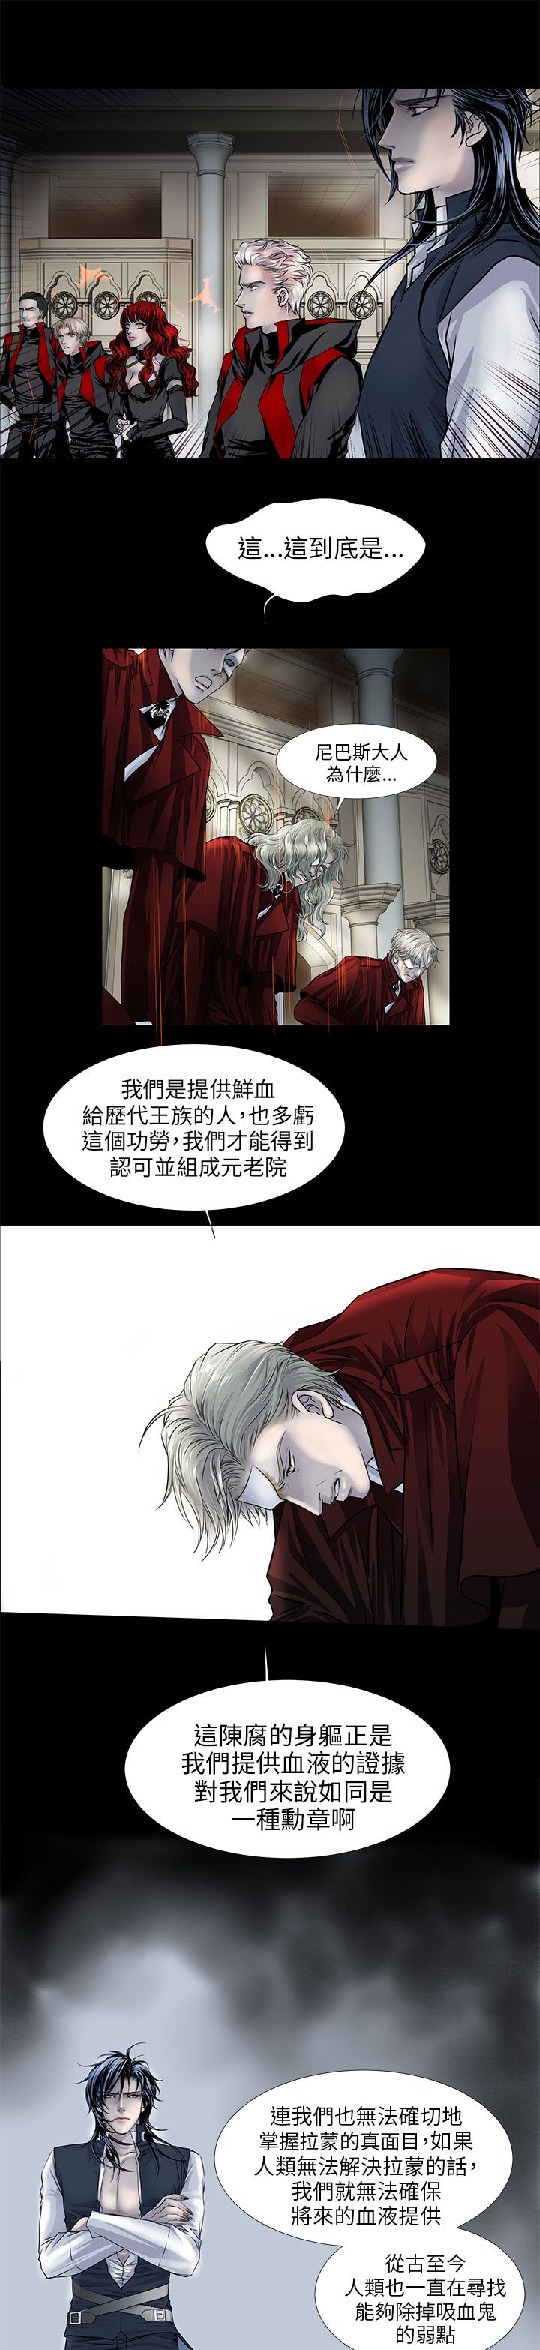 這…這到底是…
尼巴斯大人
為什麼…
我們是提供鮮血
給歷代王族的人,也多虧
這個功勞,我們才能得到
認可並組成元老院
這陳腐的身軀正是
我們提供血液的證據
對我們來說如同是
一種勳章啊
連我們也無法確切地
掌握拉蒙的真面目,如果
人類無法解決拉蒙的話,
我們就無法確保
將來的血液提供
從古至今
人類也一直在尋找
能夠除掉吸血鬼
的弱點